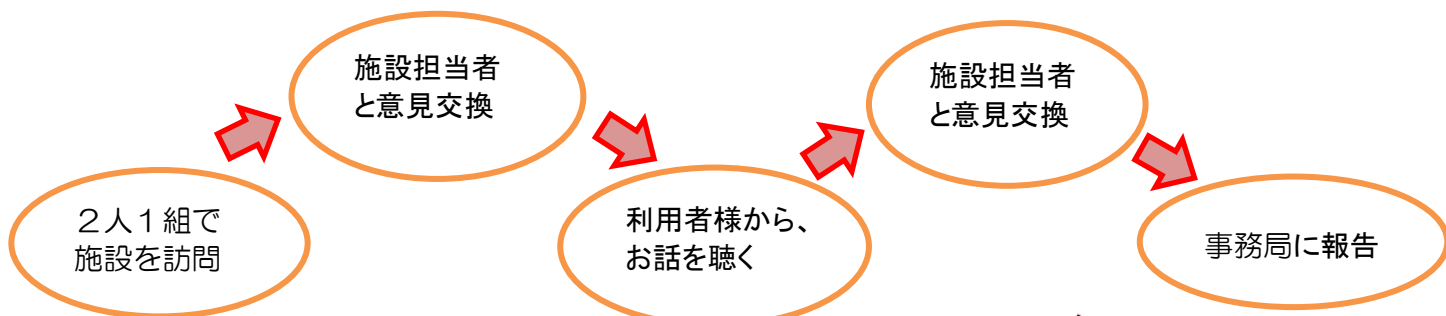 ２人１組で
施設を訪問
施設担当者
と意見交換
利用者様から、
お話を聴く
施設担当者
と意見交換
事務局に報告